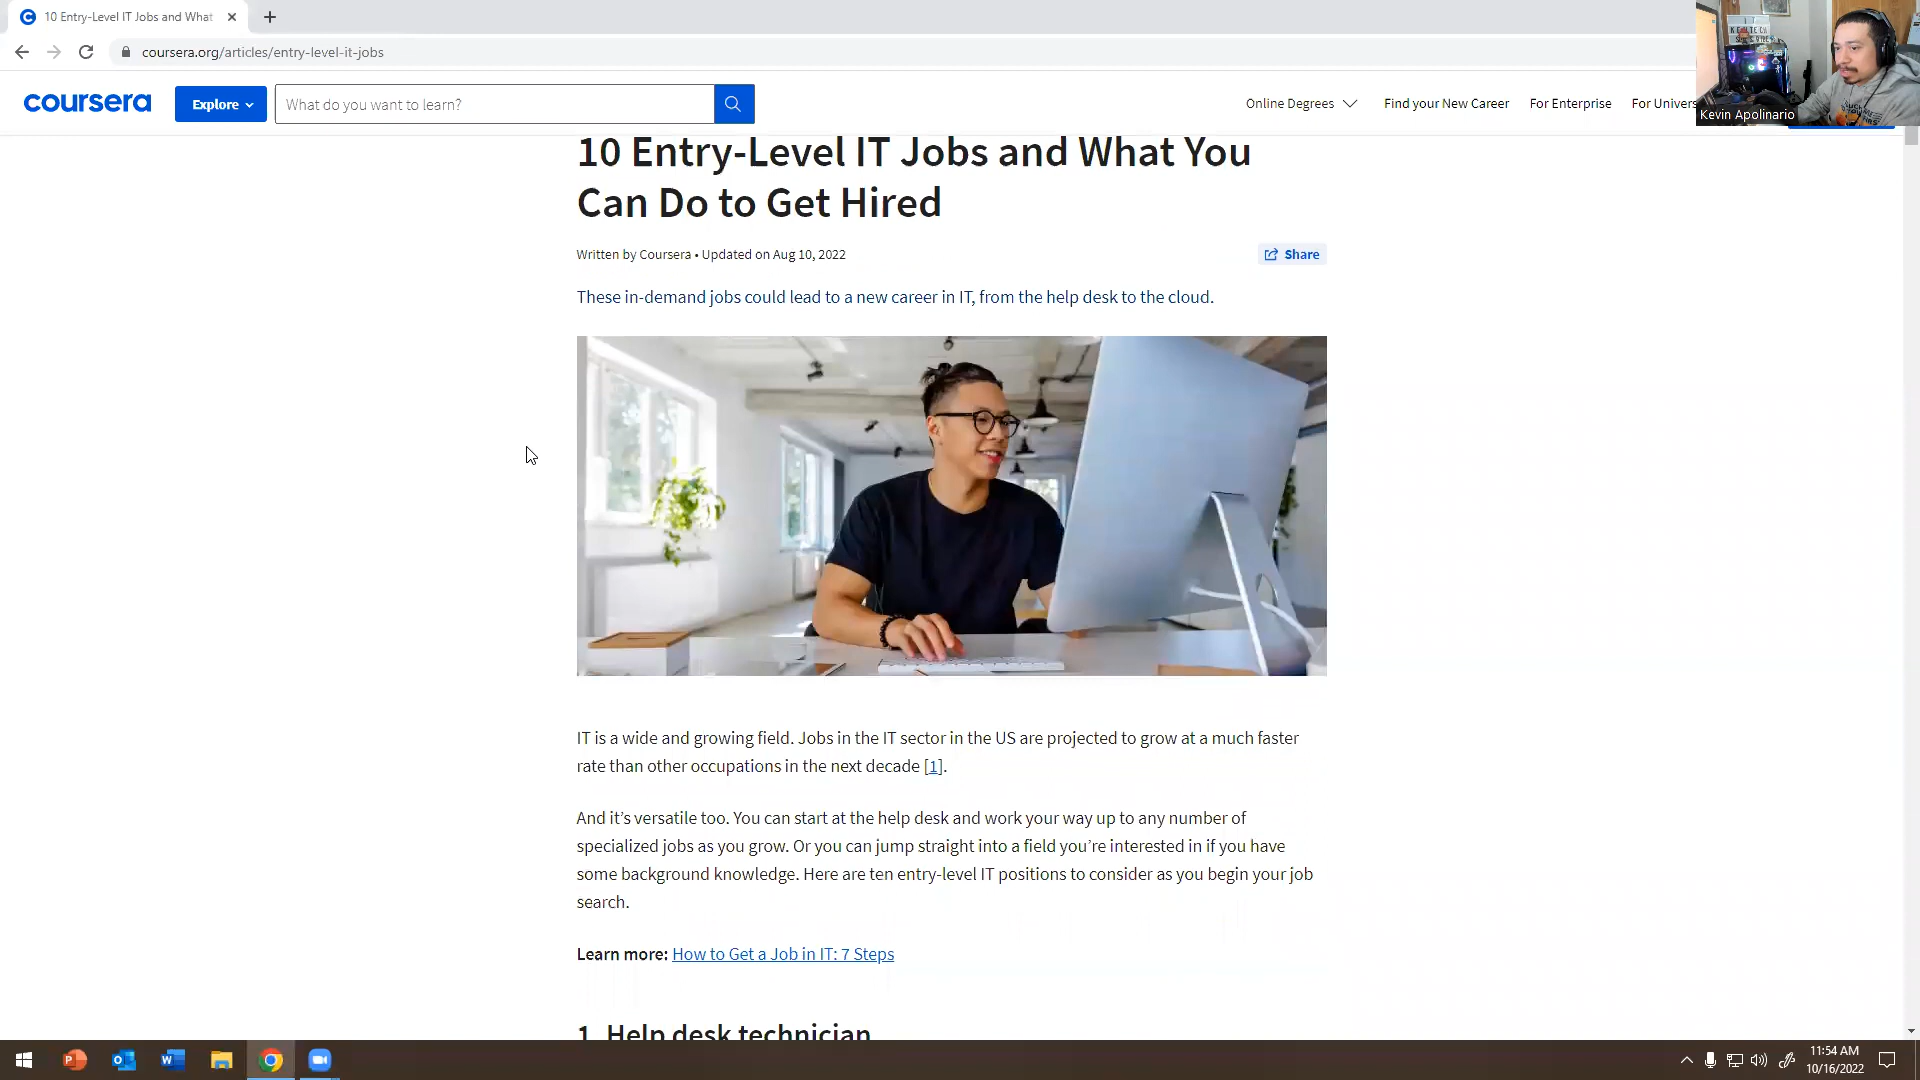 10 Entry-Level IT Jobs and What
coursera.org/articles/entry-level-it-jobs
coursera
Explore
What do you want to learn?
Online Degrees
Find your New Career
For Enterprise
For Univers
Kevin Apolinario
10 Entry-Level IT Jobs and What You
Can Do to Get Hired
Written by Coursera • Updated on Aug 10, 2022
Share
These in-demand jobs could lead to a new career in IT, from the help desk to the cloud.
IT is a wide and growing field. Jobs in the IT sector in the US are projected to grow at a much faster
rate than other occupations in the next decade [1].
And it’s versatile too. You can start at the help desk and work your way up to any number of
specialized jobs as you grow. Or you can jump straight into a field you’re interested in if you have
some background knowledge. Here are ten entry-level IT positions to consider as you begin your job
search.
Learn more: How to Get a Job in IT: 7 Steps
1. Help desk technician
11:54 AM
10/16/2022